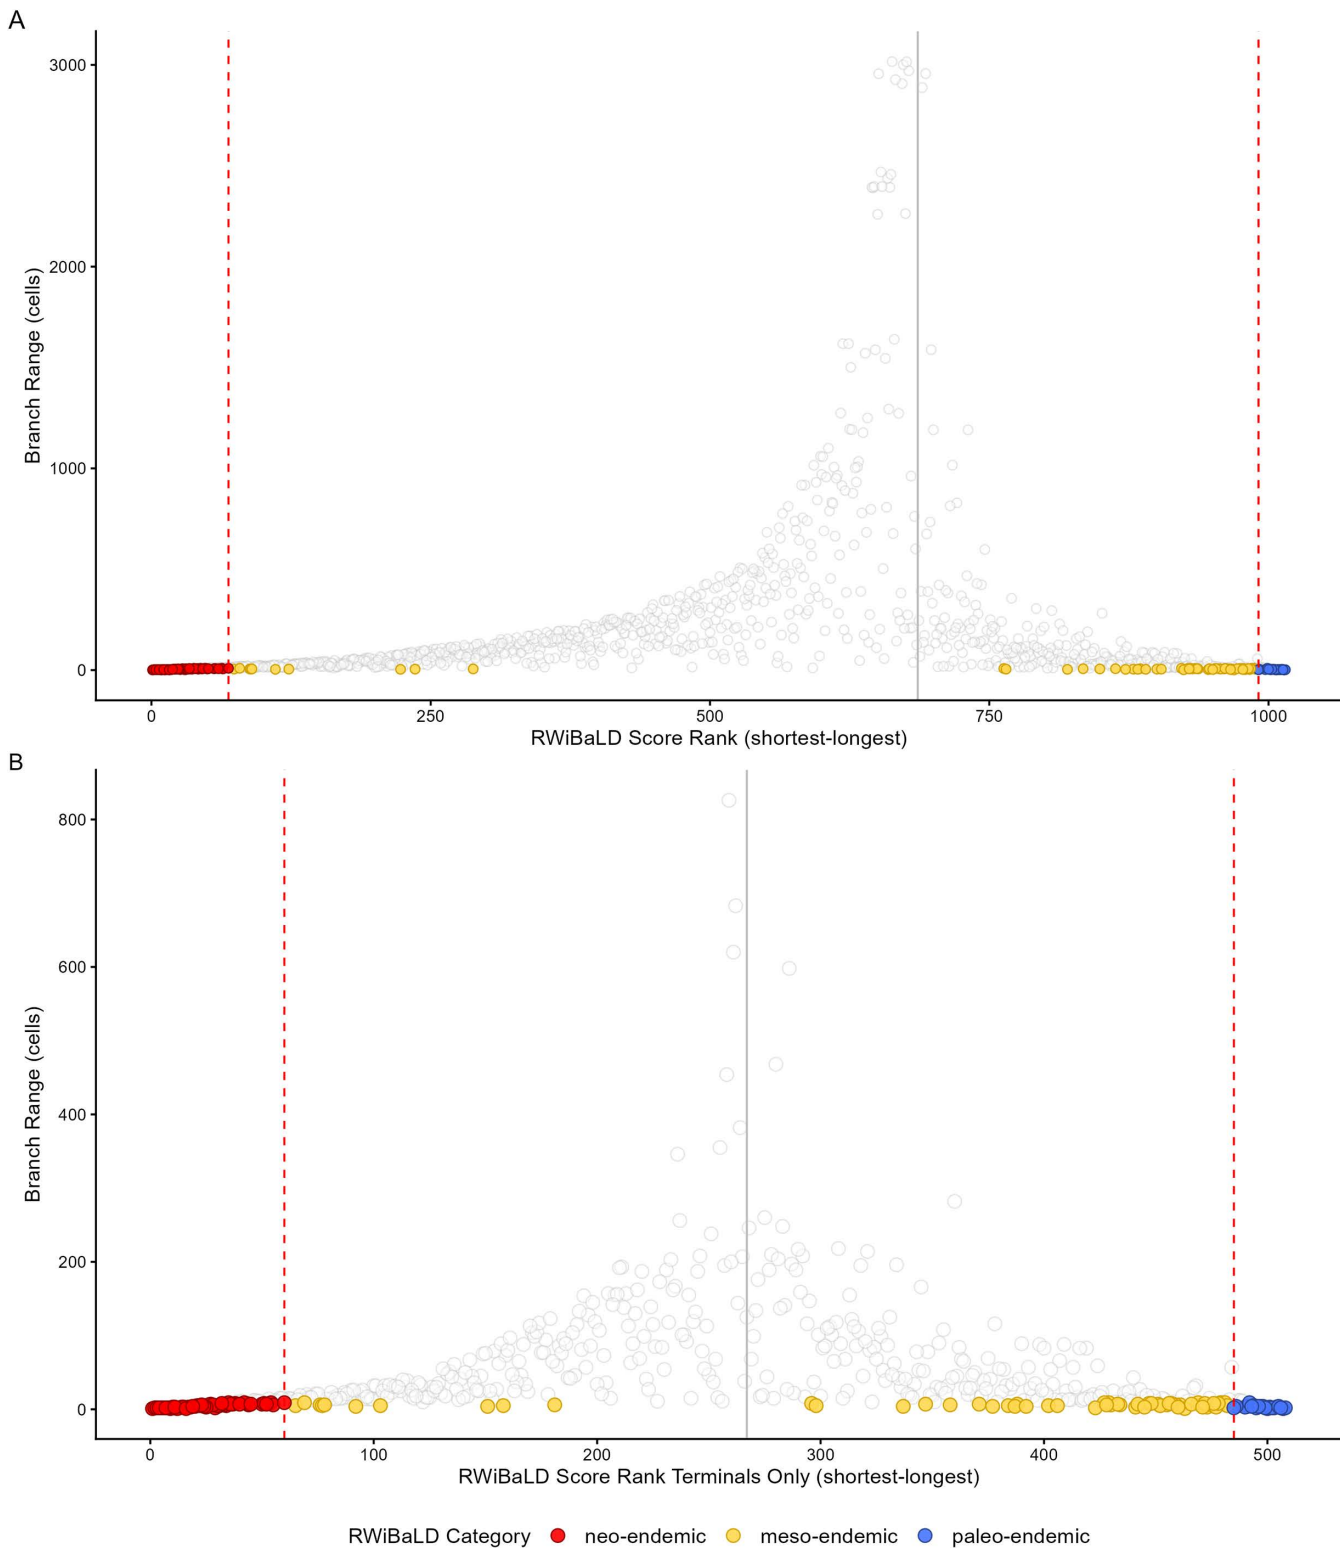 A
3000
2000
1000
0
Branch Range (cells)
0 250 500 750 1000
RWiBaLD Score Rank (shortest-longest)
B
800
600
400
200
0
Branch Range (cells)
0 100 200 300 400 500
RWiBaLD Score Rank Terminals Only (shortest-longest)
RWiBaLD Category neo-endemic meso-endemic paleo-endemic